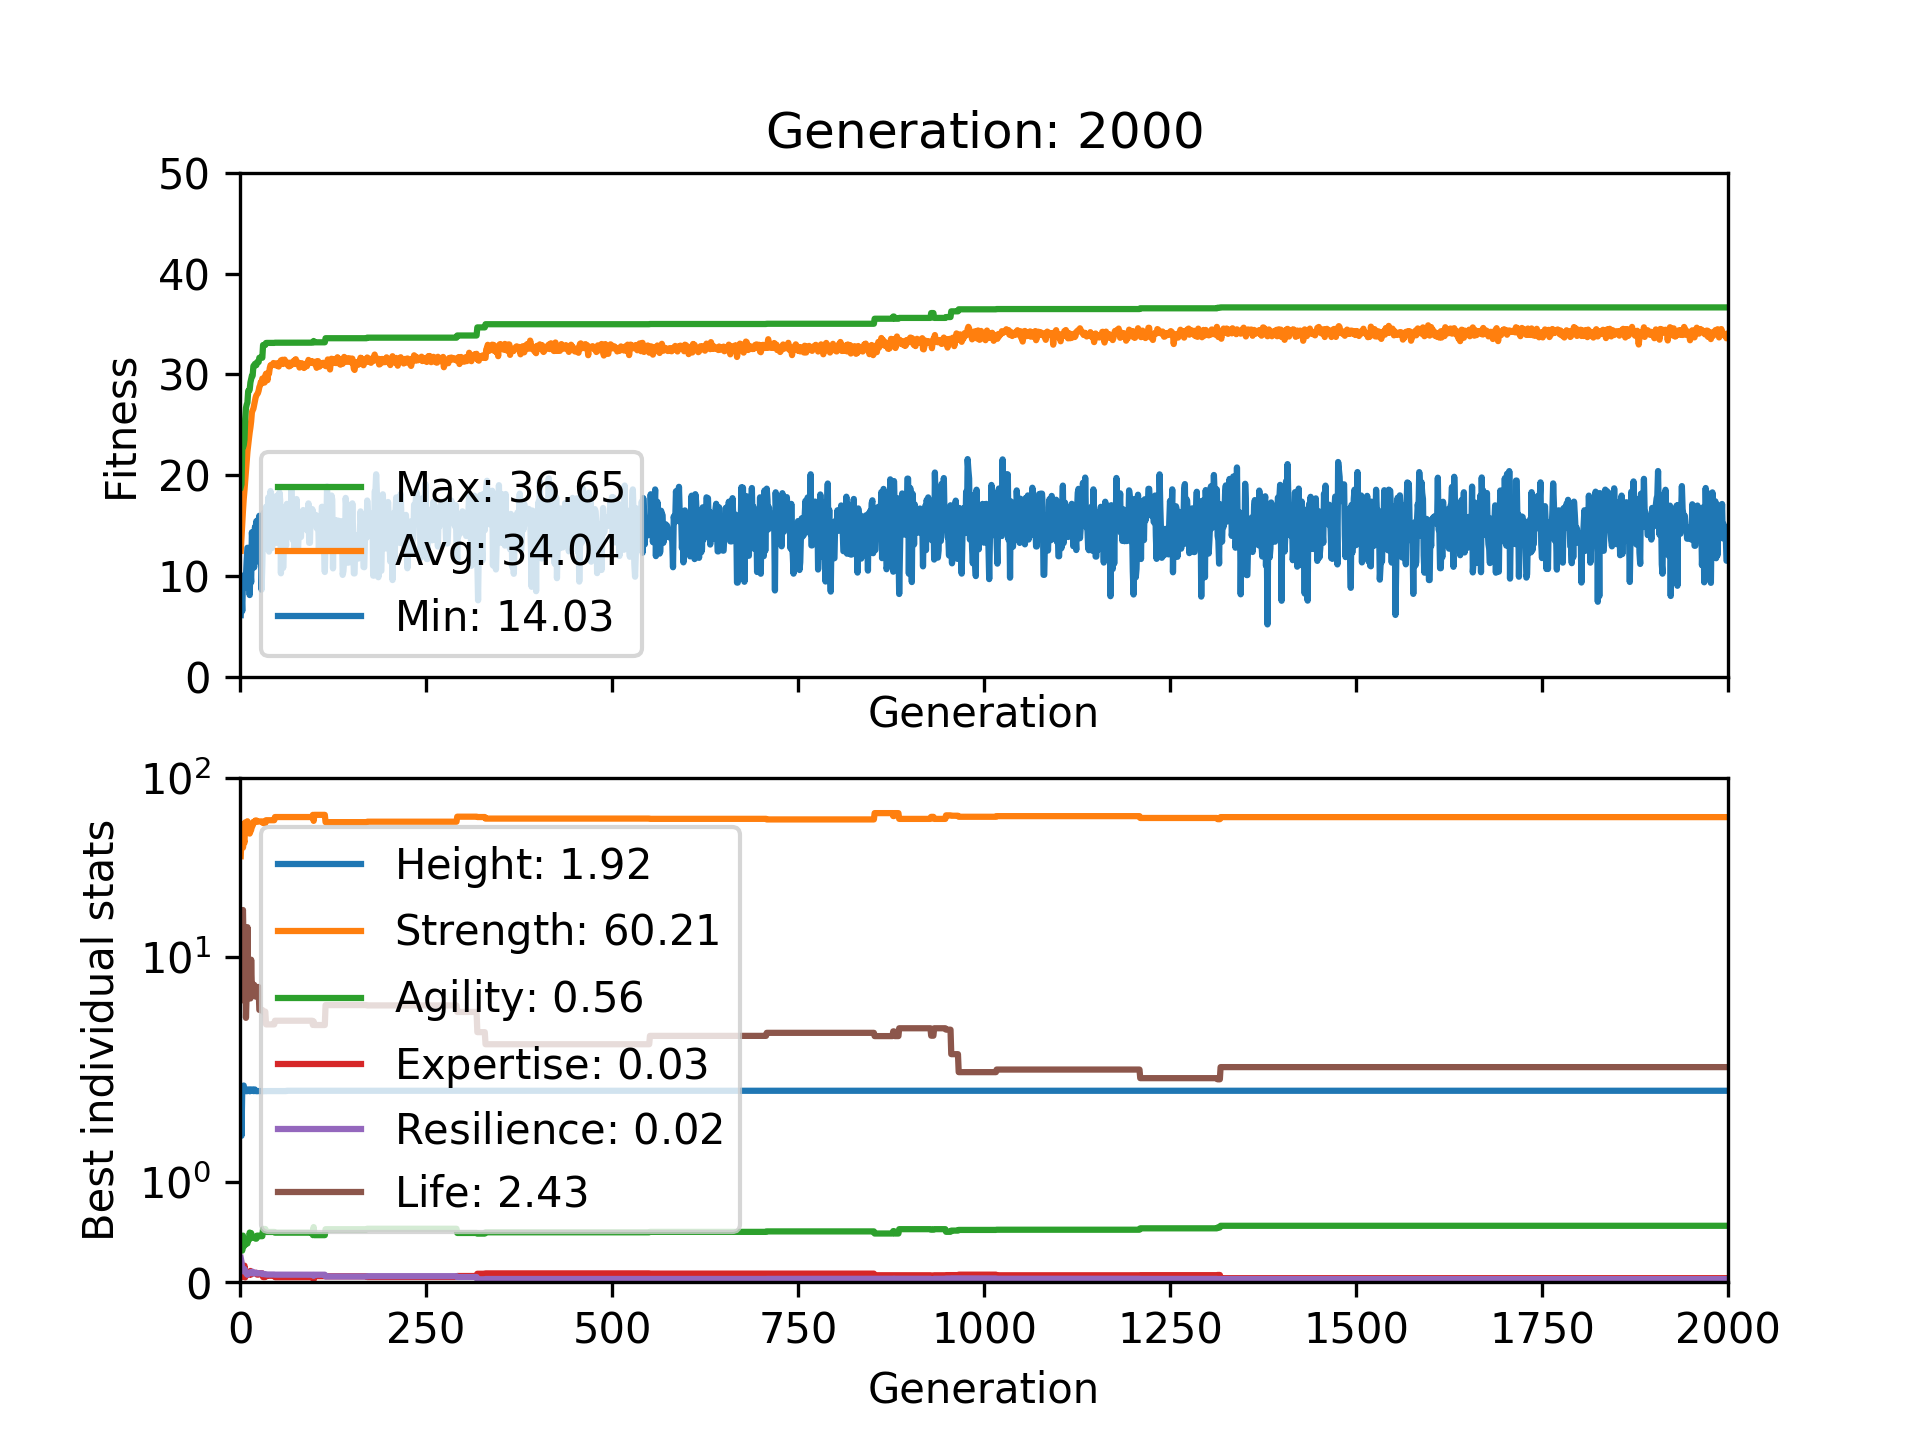 Generation: 2000
50
40
30
20
10
0
Fitness
Max: 36.65
Avg: 34.04
Min: 14.03
Generation
10²
10¹
10⁰
0
Best individual stats
Height: 1.92
Strength: 60.21
Agility: 0.56
Expertise: 0.03
Resilience: 0.02
Life: 2.43
0 250 500 750 1000 1250 1500 1750 2000
Generation